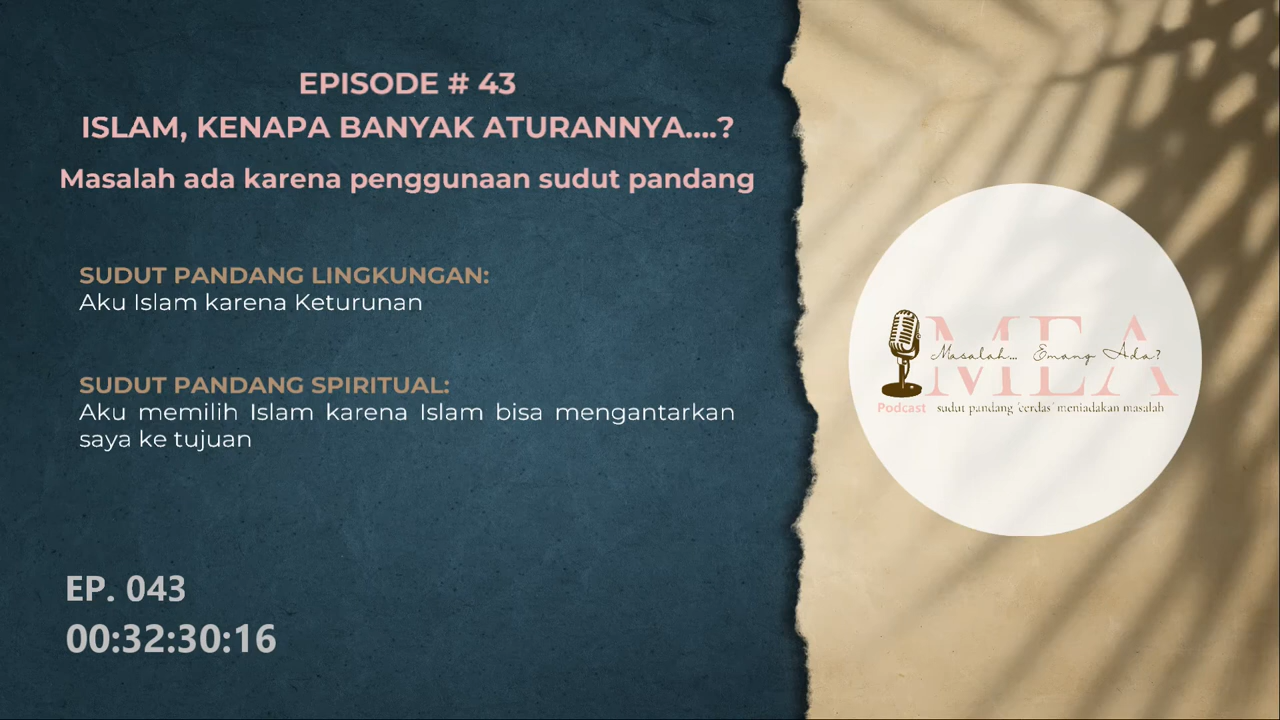 EPISODE # 43
ISLAM, KENAPA BANYAK ATURANNYA....?
Masalah ada karena penggunaan sudut pandang
SUDUT PANDANG LINGKUNGAN:
Aku Islam karena Keturunan
SUDUT PANDANG SPIRITUAL:
Aku memilih Islam karena Islam bisa mengantarkan
saya ke tujuan
EP. 043
00:32:30:16
MEA
Masalah... Emang Ada?
Podcast sudut pandang 'cerdas' meniadakan masalah